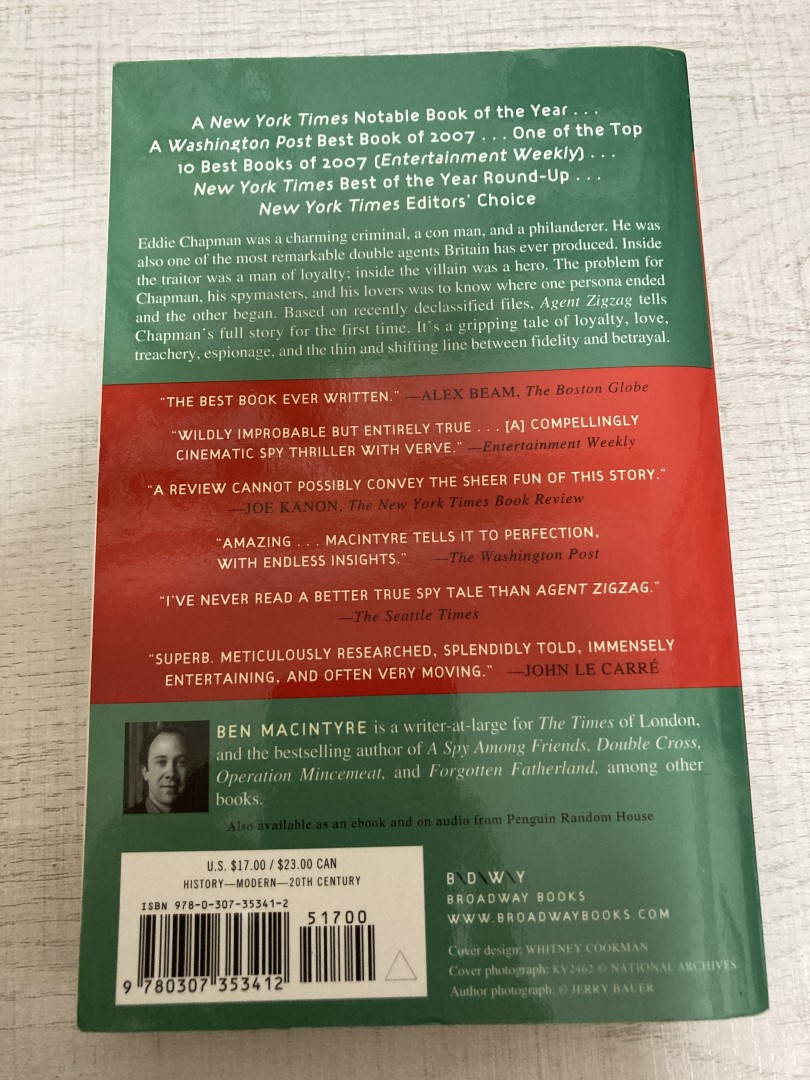 A New York Times Notable Book of the Year . . .
A Washington Post Best Book of 2007 . . . One of the Top
10 Best Books of 2007 (Entertainment Weekly) . . .
New York Times Best of the Year Round-Up . . .
New York Times Editors' Choice
Eddie Chapman was a charming criminal, a con man, and a philanderer. He was
also one of the most remarkable double agents Britain has ever produced. Inside
the traitor was a man of loyalty; inside the villain was a hero. The problem for
Chapman, his spymasters, and his lovers was to know where one persona ended
and the other began. Based on recently declassified files, Agent Zigzag tells
Chapman's full story for the first time. It's a gripping tale of loyalty, love,
treachery, espionage, and the thin and shifting line between fidelity and betrayal.
"THE BEST BOOK EVER WRITTEN." —ALEX BEAM, The Boston Globe
"WILDLY IMPROBABLE BUT ENTIRELY TRUE . . . [A] COMPELLINGLY
CINEMATIC SPY THRILLER WITH VERVE." —Entertainment Weekly
"A REVIEW CANNOT POSSIBLY CONVEY THE SHEER FUN OF THIS STORY."
—JOE KANON, The New York Times Book Review
"AMAZING . . . MACINTYRE TELLS IT TO PERFECTION,
WITH ENDLESS INSIGHTS." —The Washington Post
"I'VE NEVER READ A BETTER TRUE SPY TALE THAN AGENT ZIGZAG."
—The Seattle Times
"SUPERB. METICULOUSLY RESEARCHED, SPLENDIDLY TOLD, IMMENSELY
ENTERTAINING, AND OFTEN VERY MOVING." —JOHN LE CARRÉ
BEN MACINTYRE is a writer-at-large for The Times of London,
and the bestselling author of A Spy Among Friends, Double Cross,
Operation Mincemeat, and Forgotten Fatherland, among other
books.
Also available as an ebook and on audio from Penguin Random House
U.S. $17.00 / $23.00 CAN
HISTORY—MODERN—20TH CENTURY
ISBN 978-0-307-35341-2
51700
9 780307 353412
B\D\W\Y
BROADWAY BOOKS
WWW.BROADWAYBOOKS.COM
Cover design: WHITNEY COOKMAN
Cover photograph: KV2462 © NATIONAL ARCHIVES
Author photograph: © JERRY BAUER